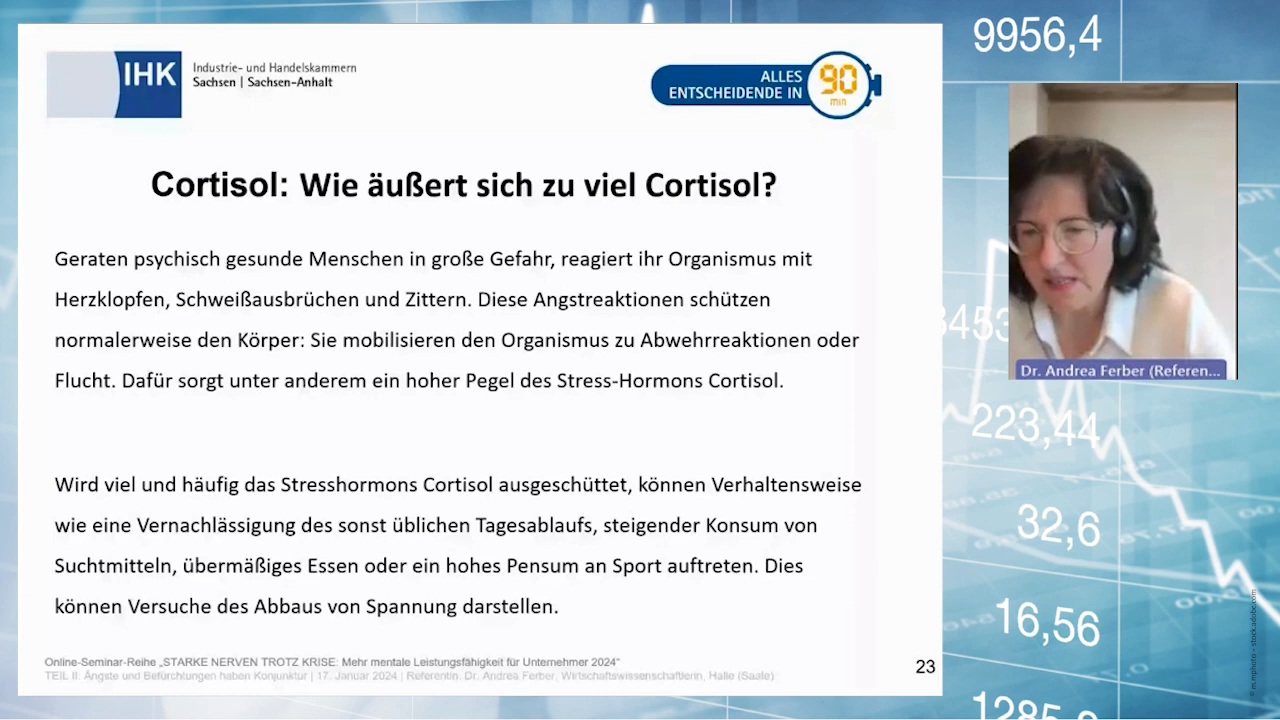 IHK
Industrie- und Handelskammern
Sachsen | Sachsen-Anhalt
ALLES
ENTSCHEIDENDE IN
90
min
Cortisol: Wie äußert sich zu viel Cortisol?
Geraten psychisch gesunde Menschen in große Gefahr, reagiert ihr Organismus mit
Herzklopfen, Schweißausbrüchen und Zittern. Diese Angstreaktionen schützen
normalerweise den Körper: Sie mobilisieren den Organismus zu Abwehrreaktionen oder
Flucht. Dafür sorgt unter anderem ein hoher Pegel des Stress-Hormons Cortisol.
Wird viel und häufig das Stresshormons Cortisol ausgeschüttet, können Verhaltensweise
wie eine Vernachlässigung des sonst üblichen Tagesablaufs, steigender Konsum von
Suchtmitteln, übermäßiges Essen oder ein hohes Pensum an Sport auftreten. Dies
können Versuche des Abbaus von Spannung darstellen.
Online-Seminar-Reihe „STARKE NERVEN TROTZ KRISE: Mehr mentale Leistungsfähigkeit für Unternehmer 2024“
TEIL II: Ängste und Befürchtungen haben Konjunktur | 17. Januar 2024 | Referentin: Dr. Andrea Ferber, Wirtschaftswissenschaftlerin, Halle (Saale)
23
9956,4
Dr. Andrea Ferber (Referen...
223,44
32,6
16,56